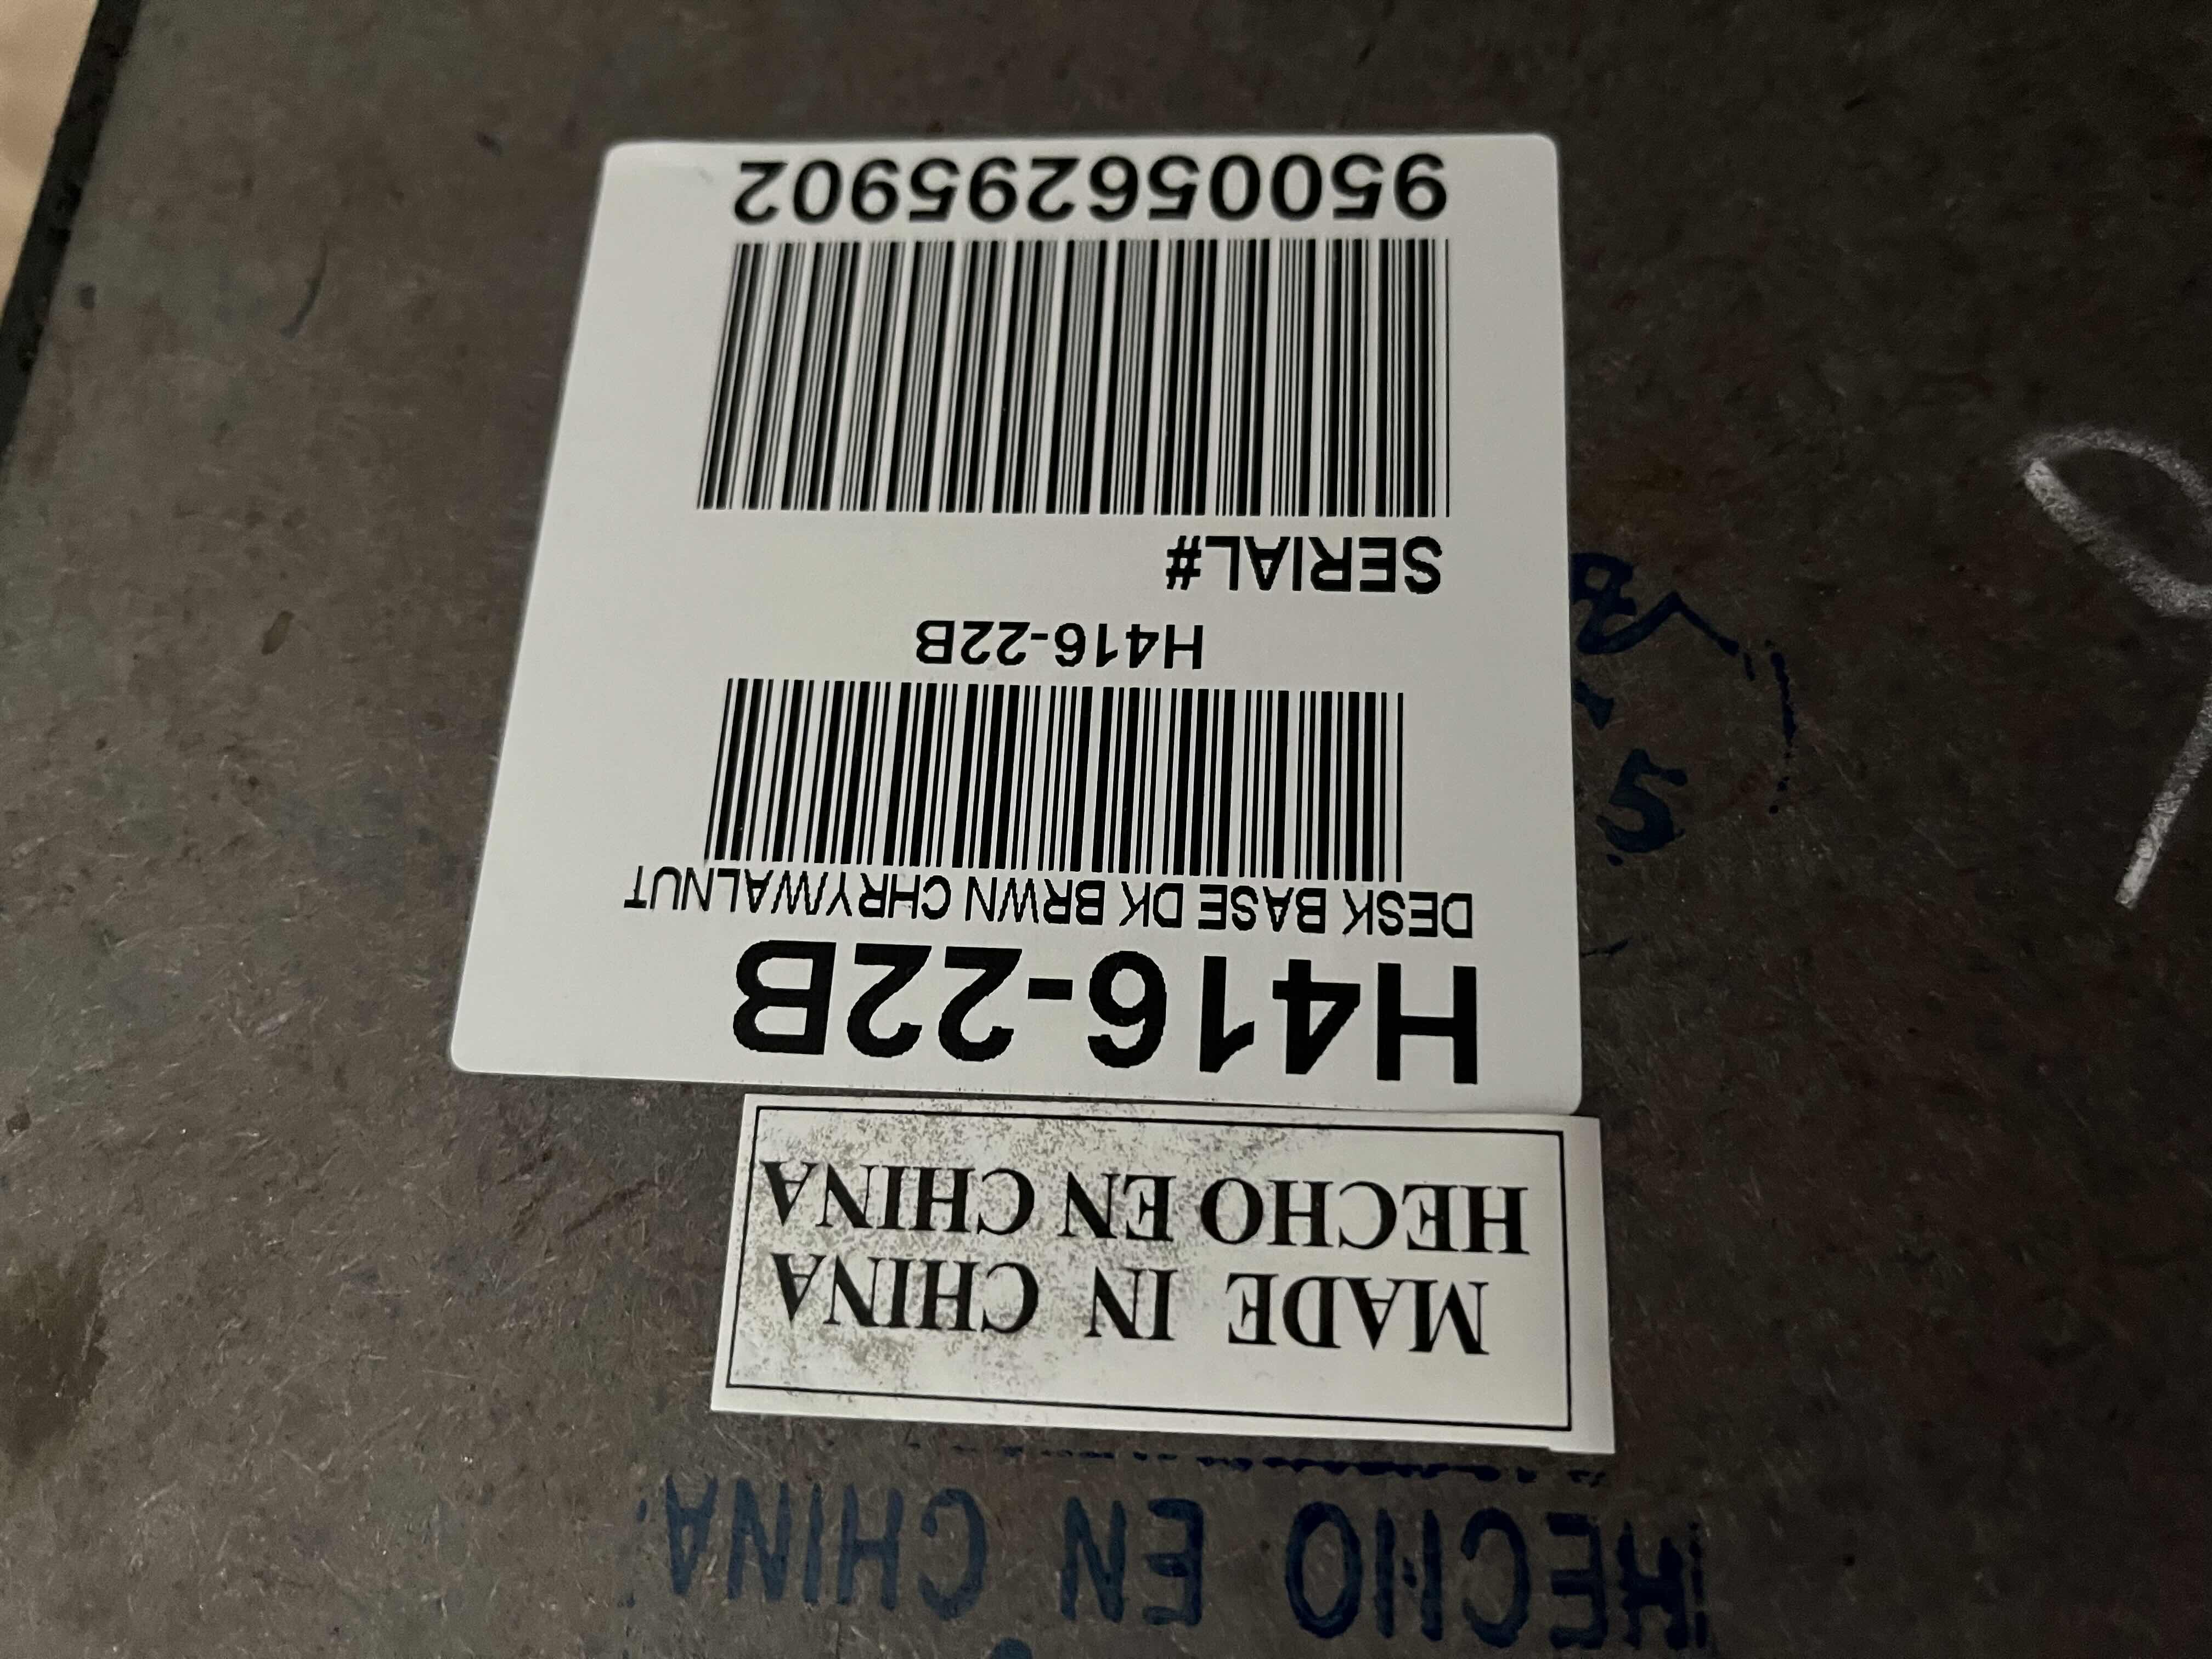 H416-22B
DESK BASE DK BRWN CHRY/WALNUT
H416-22B
SERIAL#
950056295902
MADE IN CHINA
HECHO EN CHINA
HECHO EN CHINA
5